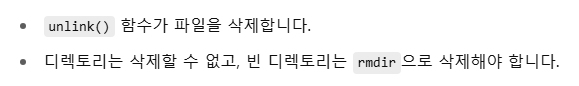 unlink() 함수가 파일을 삭제합니다.
디렉토리는 삭제할 수 없고, 빈 디렉토리는 rmdir으로 삭제해야 합니다.